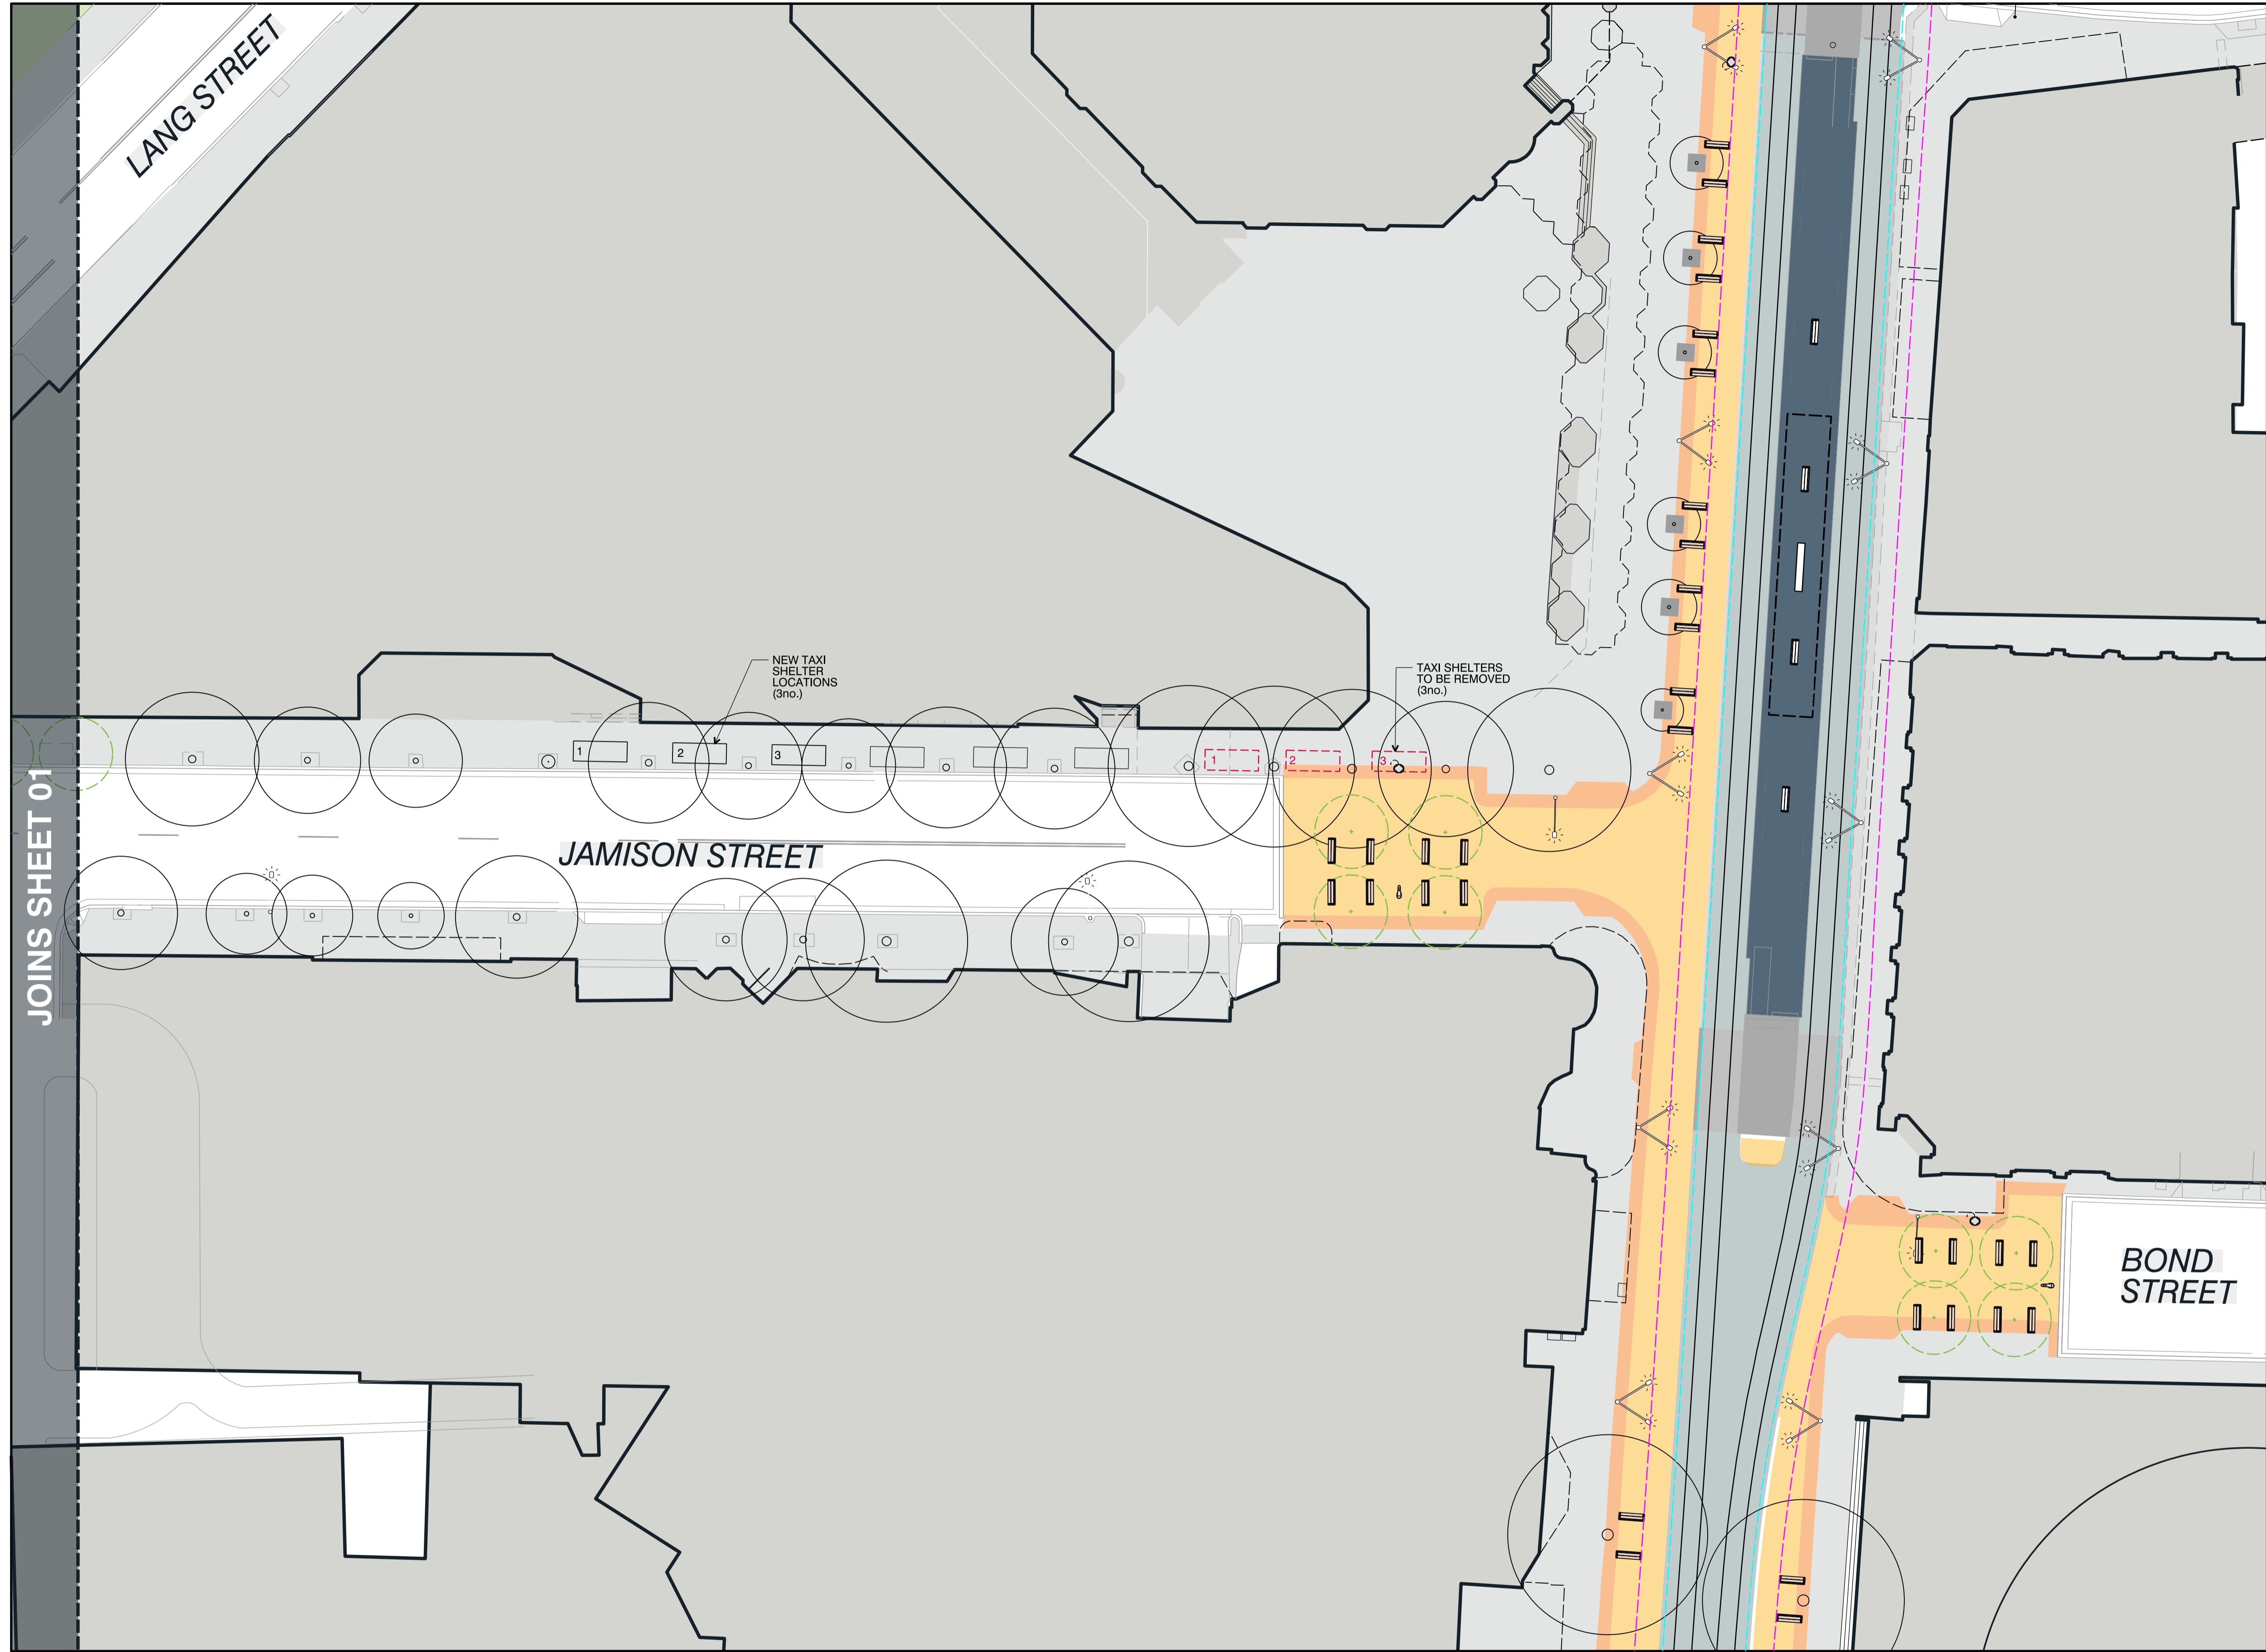 LANG STREET
NEW TAXI
SHELTER
LOCATIONS
(3no.)
TAXI SHELTERS
TO BE REMOVED
(3no.)
1
2
3
1
2
3
JOINS SHEET 01
JAMISON STREET
BOND
STREET